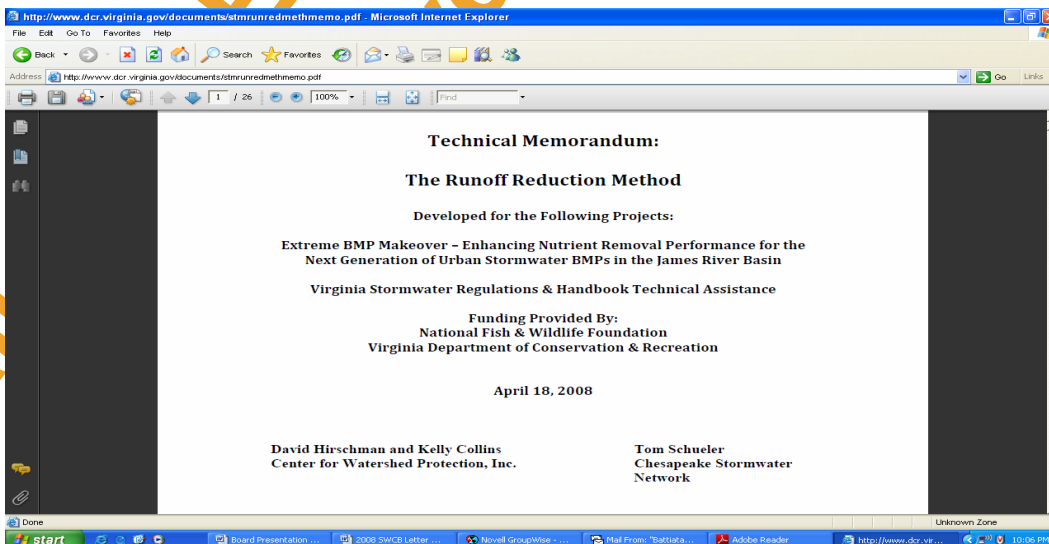 http://www.dcr.virginia.gov/documents/stmrunredmethmemo.pdf - Microsoft Internet Explorer
File Edit Go To Favorites Help
Back Search Favorites
Address http://www.dcr.virginia.gov/documents/stmrunredmethmemo.pdf Go Links
1 / 26 100% Find
Technical Memorandum:
The Runoff Reduction Method
Developed for the Following Projects:
Extreme BMP Makeover – Enhancing Nutrient Removal Performance for the
Next Generation of Urban Stormwater BMPs in the James River Basin
Virginia Stormwater Regulations & Handbook Technical Assistance
Funding Provided By:
National Fish & Wildlife Foundation
Virginia Department of Conservation & Recreation
April 18, 2008
David Hirschman and Kelly Collins
Center for Watershed Protection, Inc.
Tom Schueler
Chesapeake Stormwater
Network
Done Unknown Zone
start Board Presentation ... 2008 SWCB Letter ... Novell GroupWise - ... Mail From: "Battiata... Adobe Reader http://www.dcr.vir... 10:06 PM